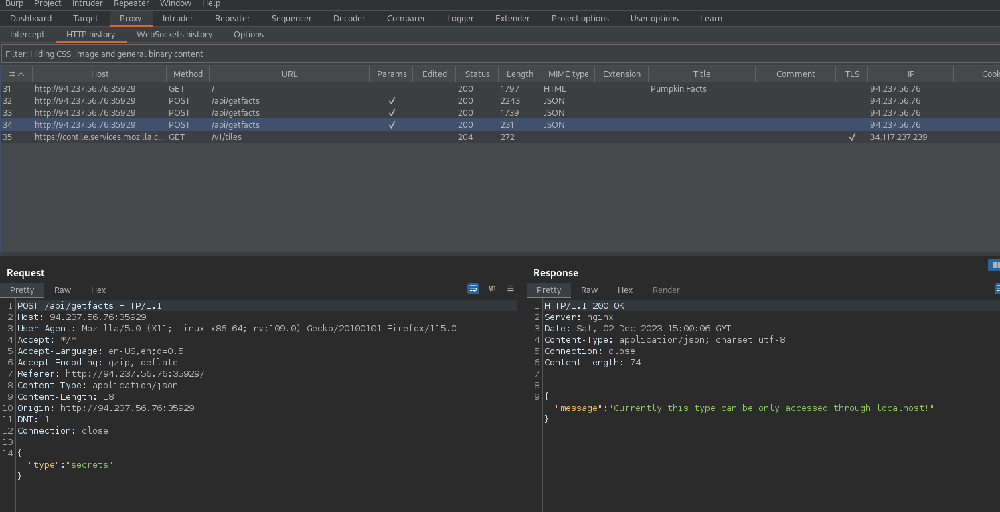 Burp Project Intruder Repeater Window Help
Dashboard Target Proxy Intruder Repeater Sequencer Decoder Comparer Logger Extender Project options User options Learn
Intercept HTTP history WebSockets history Options
Filter: Hiding CSS, image and general binary content
# Host Method URL Params Edited Status Length MIME type Extension Title Comment TLS IP Cook
31 http://94.237.56.76:35929 GET / 200 1797 HTML Pumpkin Facts 94.237.56.76
32 http://94.237.56.76:35929 POST /api/getfacts ✓ 200 2243 JSON 94.237.56.76
33 http://94.237.56.76:35929 POST /api/getfacts ✓ 200 1739 JSON 94.237.56.76
34 http://94.237.56.76:35929 POST /api/getfacts ✓ 200 231 JSON 94.237.56.76
35 https://contile.services.mozilla.c... GET /v1/tiles 204 272 ✓ 34.117.237.239
Request
Pretty Raw Hex
\n
1 POST /api/getfacts HTTP/1.1
2 Host: 94.237.56.76:35929
3 User-Agent: Mozilla/5.0 (X11; Linux x86_64; rv:109.0) Gecko/20100101 Firefox/115.0
4 Accept: */*
5 Accept-Language: en-US,en;q=0.5
6 Accept-Encoding: gzip, deflate
7 Referer: http://94.237.56.76:35929/
8 Content-Type: application/json
9 Content-Length: 18
10 Origin: http://94.237.56.76:35929
11 DNT: 1
12 Connection: close
13
14 {
"type":"secrets"
}
Response
Pretty Raw Hex Render
1 HTTP/1.1 200 OK
2 Server: nginx
3 Date: Sat, 02 Dec 2023 15:00:06 GMT
4 Content-Type: application/json; charset=utf-8
5 Connection: close
6 Content-Length: 74
7
8
9 {
"message":"Currently this type can be only accessed through localhost!"
}